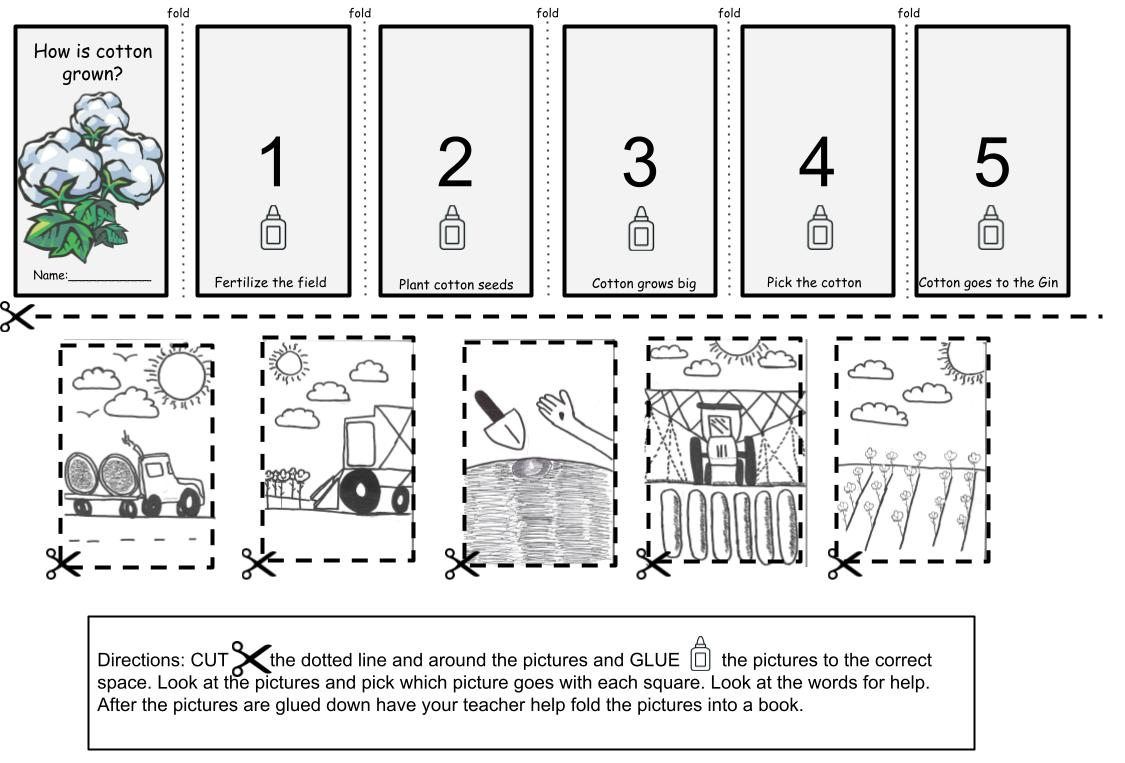 fold fold fold fold fold
How is cotton
grown?
Name:____________
1
Fertilize the field
2
Plant cotton seeds
3
Cotton grows big
4
Pick the cotton
5
Cotton goes to the Gin
Directions: CUT the dotted line and around the pictures and GLUE the pictures to the correct
space. Look at the pictures and pick which picture goes with each square. Look at the words for help.
After the pictures are glued down have your teacher help fold the pictures into a book.